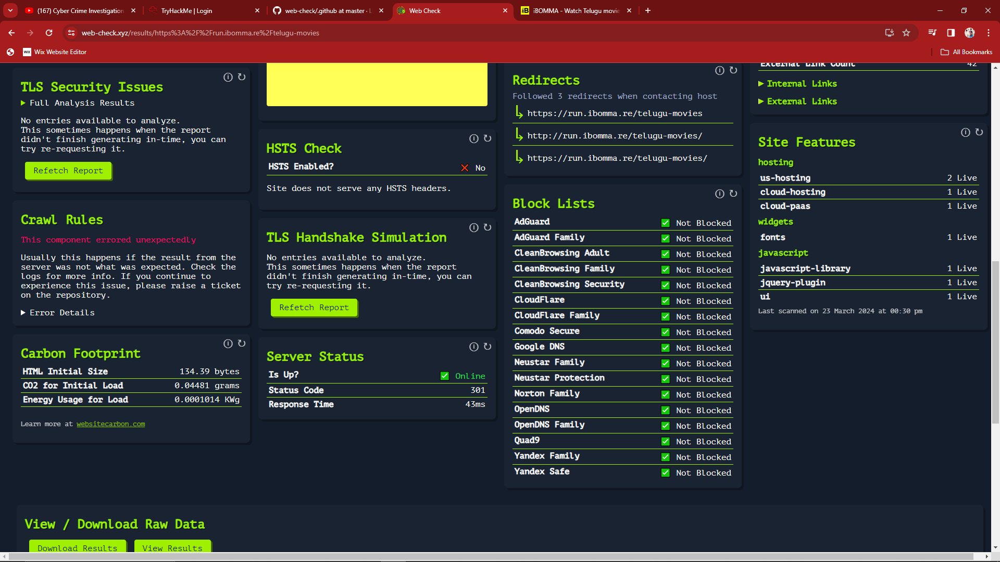 (167) Cyber Crime Investigation
TryHackMe | Login
web-check/.github at master ·
Web Check
iBOMMA - Watch Telugu movie
web-check.xyz/results/https%3A%2F%2Frun.ibomma.re%2Ftelugu-movies
WIX Wix Website Editor
All Bookmarks
TLS Security Issues
Full Analysis Results
No entries available to analyze.
This sometimes happens when the report
didn't finish generating in-time, you can
try re-requesting it.
Refetch Report
Crawl Rules
This component errored unexpectedly
Usually this happens if the result from the
server was not what was expected. Check the
logs for more info. If you continue to
experience this issue, please raise a ticket
on the repository.
Error Details
Carbon Footprint
HTML Initial Size 134.39 bytes
CO2 for Initial Load 0.04481 grams
Energy Usage for Load 0.0001014 KWg
Learn more at websitecarbon.com
HSTS Check
HSTS Enabled? ❌ No
Site does not serve any HSTS headers.
TLS Handshake Simulation
No entries available to analyze.
This sometimes happens when the report
didn't finish generating in-time, you can
try re-requesting it.
Refetch Report
Server Status
Is Up? ✅ Online
Status Code 301
Response Time 43ms
Redirects
Followed 3 redirects when contacting host
https://run.ibomma.re/telugu-movies
http://run.ibomma.re/telugu-movies/
https://run.ibomma.re/telugu-movies/
Block Lists
AdGuard ✅ Not Blocked
AdGuard Family ✅ Not Blocked
CleanBrowsing Adult ✅ Not Blocked
CleanBrowsing Family ✅ Not Blocked
CleanBrowsing Security ✅ Not Blocked
CloudFlare ✅ Not Blocked
CloudFlare Family ✅ Not Blocked
Comodo Secure ✅ Not Blocked
Google DNS ✅ Not Blocked
Neustar Family ✅ Not Blocked
Neustar Protection ✅ Not Blocked
Norton Family ✅ Not Blocked
OpenDNS ✅ Not Blocked
OpenDNS Family ✅ Not Blocked
Quad9 ✅ Not Blocked
Yandex Family ✅ Not Blocked
Yandex Safe ✅ Not Blocked
External Link Count 42
Internal Links
External Links
Site Features
hosting
us-hosting 2 Live
cloud-hosting 1 Live
cloud-paas 1 Live
widgets
fonts 1 Live
javascript
javascript-library 1 Live
jquery-plugin 1 Live
ui 1 Live
Last scanned on 23 March 2024 at 00:30 pm
View / Download Raw Data
Download Results
View Results